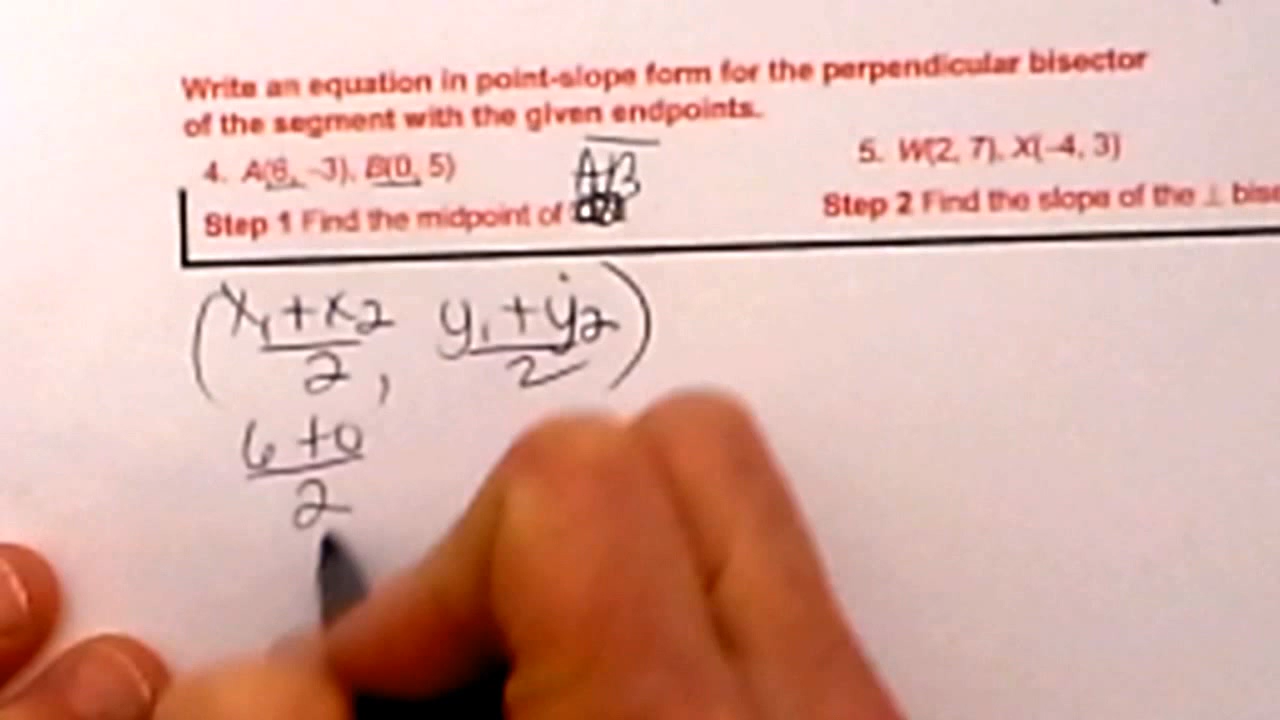 Write an equation in point-slope form for the perpendicular bisector
of the segment with the given endpoints.
4. A(6, -3), B(0, 5)
AB
5. W(2, 7), X(-4, 3)
Step 1 Find the midpoint of
Step 2 Find the slope of the ⊥
(x₁+x₂/2, y₁+y₂/2)
6+0
2